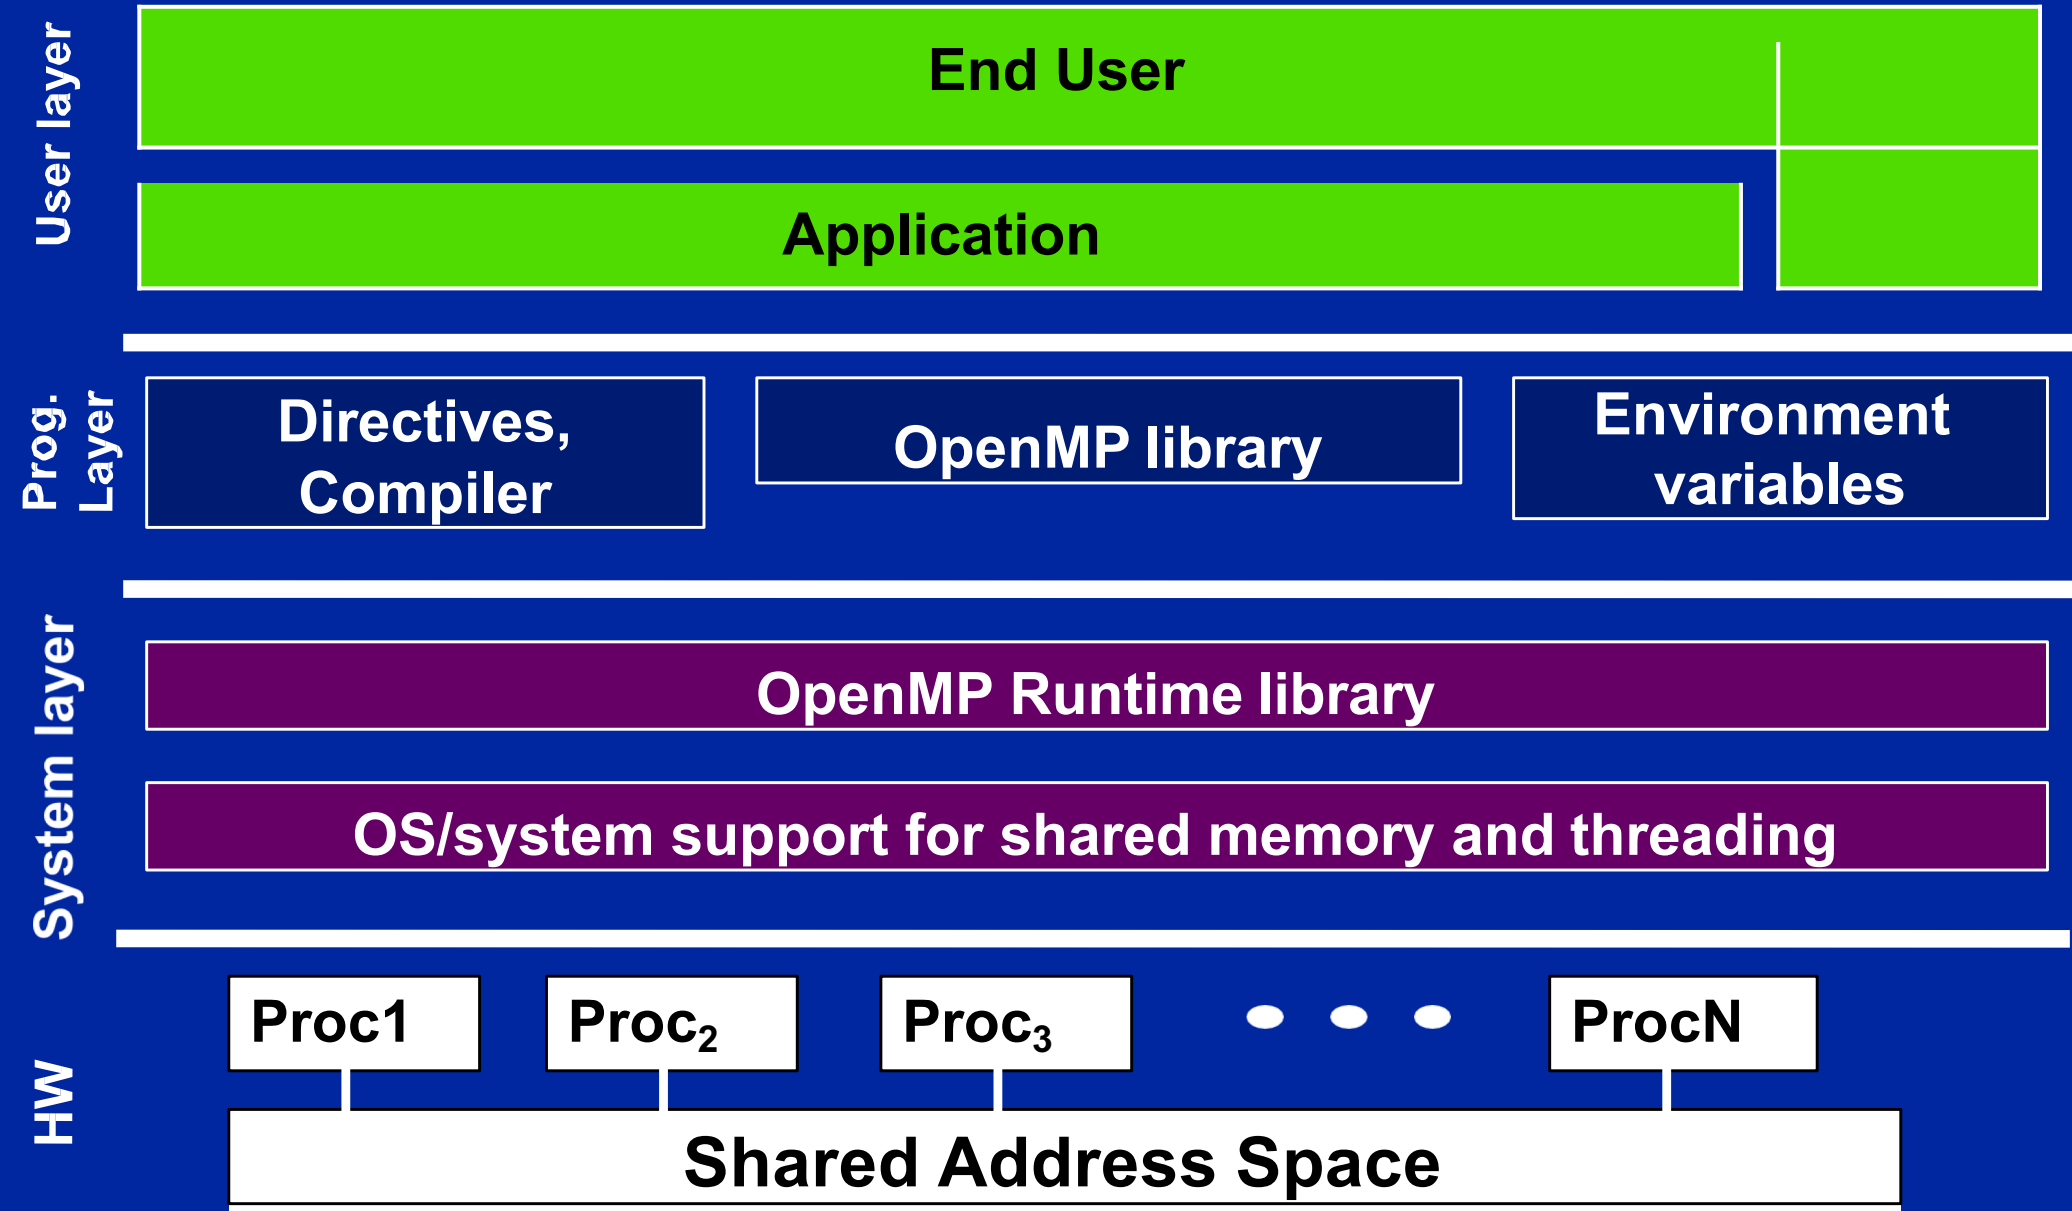 User layer
End User
Application
Prog.
Layer
Directives,
Compiler
OpenMP library
Environment
variables
System layer
OpenMP Runtime library
OS/system support for shared memory and threading
HW
Proc1
Proc2
Proc3
ProcN
Shared Address Space